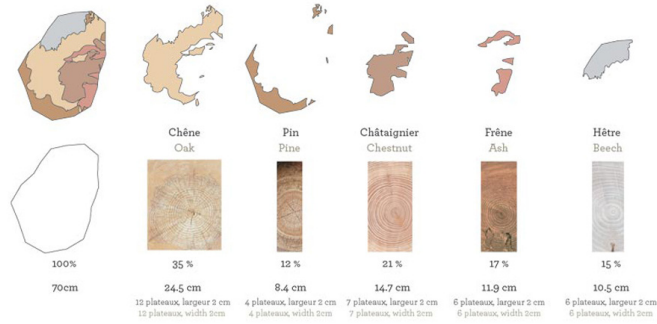 Chêne Pin Châtaignier Frêne Hêtre
Oak Pine Chestnut Ash Beech
100% 35 % 12 % 21 % 17 % 15 %
70cm 24.5 cm 8.4 cm 14.7 cm 11.9 cm 10.5 cm
12 plateaux, largeur 2 cm 4 plateaux, largeur 2 cm 7 plateaux, largeur 2 cm 6 plateaux, largeur 2 cm 6 plateaux, largeur 2 cm
12 plateaux, width 2cm 4 plateaux, width 2cm 7 plateaux, width 2cm 6 plateaux, width 2cm 6 plateaux, width 2cm